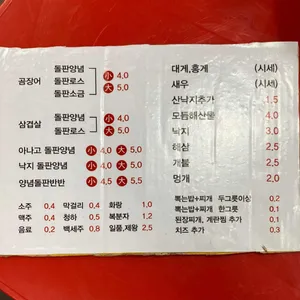 돌판양념
곰장어 돌판로스 小 4,0
돌판소금 大 5,0
삼겹살 돌판양념 小 4,0
돌판로스 大 5,0
아나고 돌판양념 小 4,0 大 5,0
낙지 돌판양념 小 4,0 大 5,0
양념돌판반반 小 4,5 大 5,5
소주 0,4 막걸리 0,4 화랑 1,0
맥주 0,4 청하 0,5 복분자 1,2
음료 0,2 백세주 0,8 일품,제왕 2,5
대게,홍게 (시세)
새우 (시세)
산낙지추가 1,5
모듬해산물 4,0
낙지 3,0
해삼 2,5
개불 2,5
멍개 2,0
볶는밥+찌개 두그릇이상 0,2
볶는밥+찌개 한그릇 0,1
된장찌개, 계란찜 추가 0,1
치즈 추가 0,3